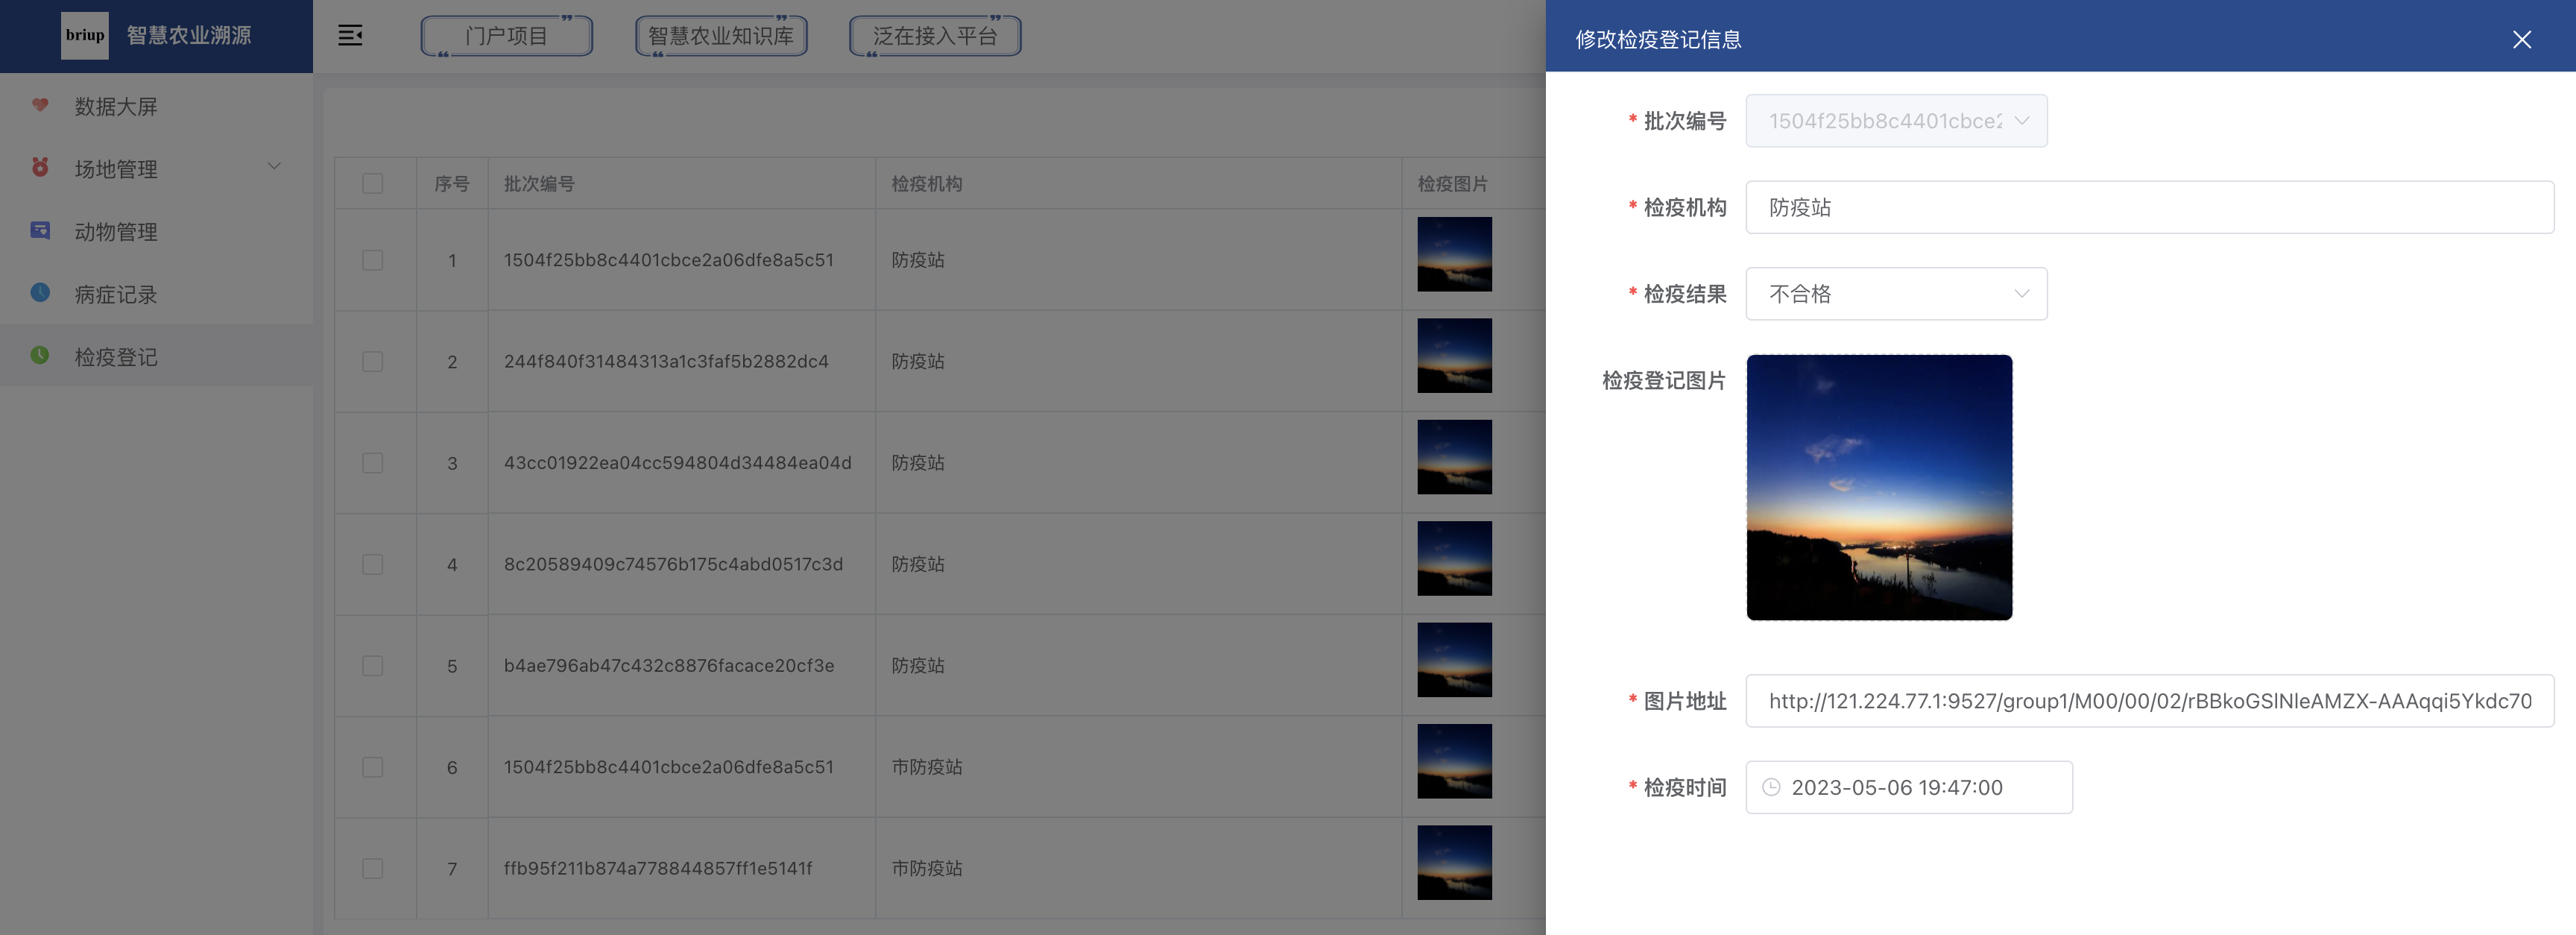 briup 智慧农业溯源
门户项目 智慧农业知识库 泛在接入平台
数据大屏
场地管理
动物管理
病症记录
检疫登记
序号 批次编号 检疫机构 检疫图片
1 1504f25bb8c4401cbce2a06dfe8a5c51 防疫站
2 244f840f31484313a1c3faf5b2882dc4 防疫站
3 43cc01922ea04cc594804d34484ea04d 防疫站
4 8c20589409c74576b175c4abd0517c3d 防疫站
5 b4ae796ab47c432c8876facace20cf3e 防疫站
6 1504f25bb8c4401cbce2a06dfe8a5c51 市防疫站
7 ffb95f211b874a778844857ff1e5141f 市防疫站
修改检疫登记信息
* 批次编号 1504f25bb8c4401cbce2
* 检疫机构 防疫站
* 检疫结果 不合格
检疫登记图片
* 图片地址 http://121.224.77.1:9527/group1/M00/00/02/rBBkoGSlNleAMZX-AAAqqi5Ykdc70
* 检疫时间 2023-05-06 19:47:00